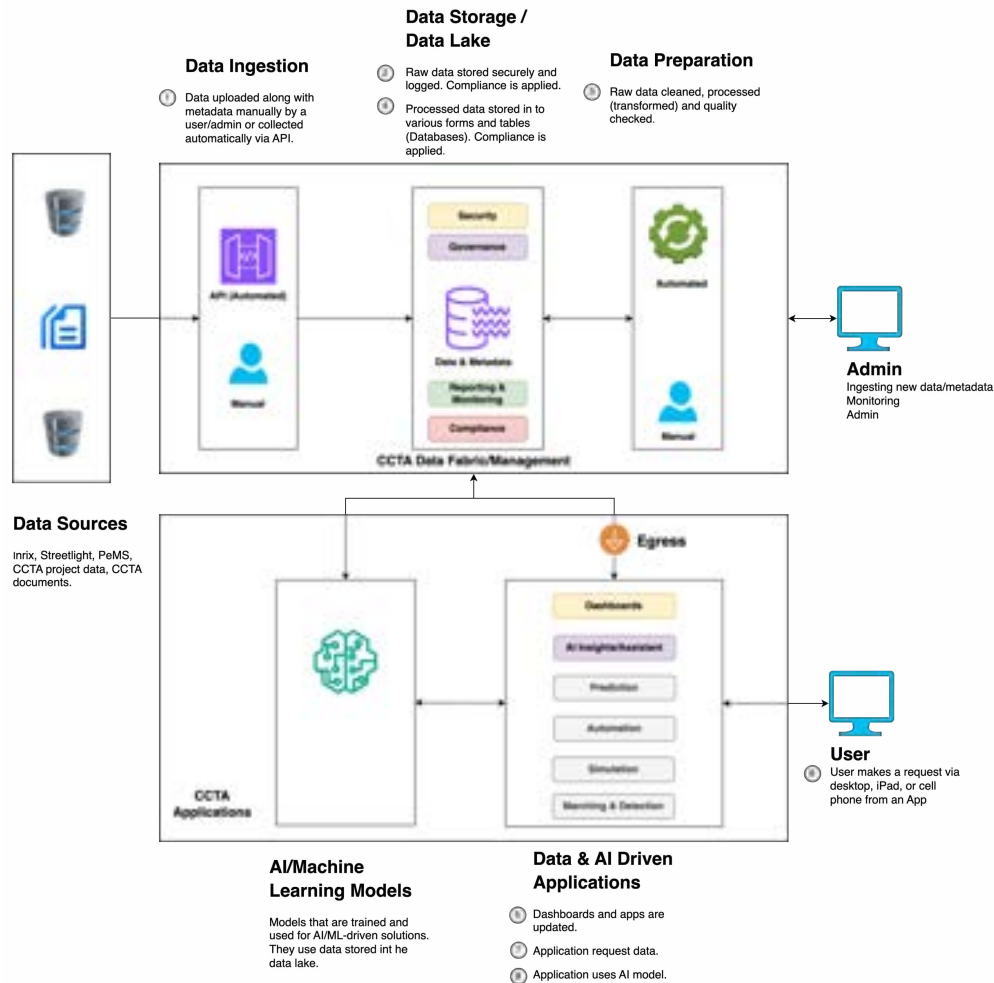 Data Storage /
Data Lake
Data Ingestion
Data Preparation
Data uploaded along with
metadata manually by a
user/admin or collected
automatically via API.
Raw data stored securely and
logged. Compliance is applied.
Processed data stored in to
various forms and tables
(Databases). Compliance is
applied.
Raw data cleaned, processed
(transformed) and quality
checked.
API (Automated)
Manual
Security
Governance
Data & Metadata
Reporting &
Monitoring
Compliance
Automated
Manual
CCTA Data Fabric/Management
Admin
Ingesting new data/metadata
Monitoring
Admin
Data Sources
Inrix, Streetlight, PeMS,
CCTA project data, CCTA
documents.
Egress
Dashboards
AI Insights/Assistant
Prediction
Automation
Simulation
& Detection
CCTA
Applications
User
User makes a request via
desktop, iPad, or cell
phone from an App
AI/Machine
Learning Models
Models that are trained and
used for AI/ML-driven solutions.
They use data stored int he
data lake.
Data & AI Driven
Applications
Dashboards and apps are
updated.
Application request data.
Application uses AI model.